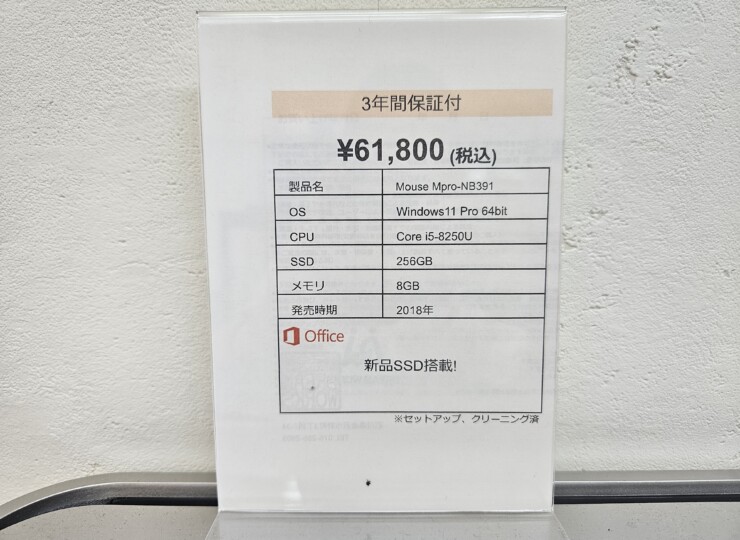 3年間保証付
¥61,800 (税込)
製品名 Mouse Mpro-NB391
OS Windows11 Pro 64bit
CPU Core i5-8250U
SSD 256GB
メモリ 8GB
発売時期 2018年
Office
新品SSD搭載!
※セットアップ、クリーニング済